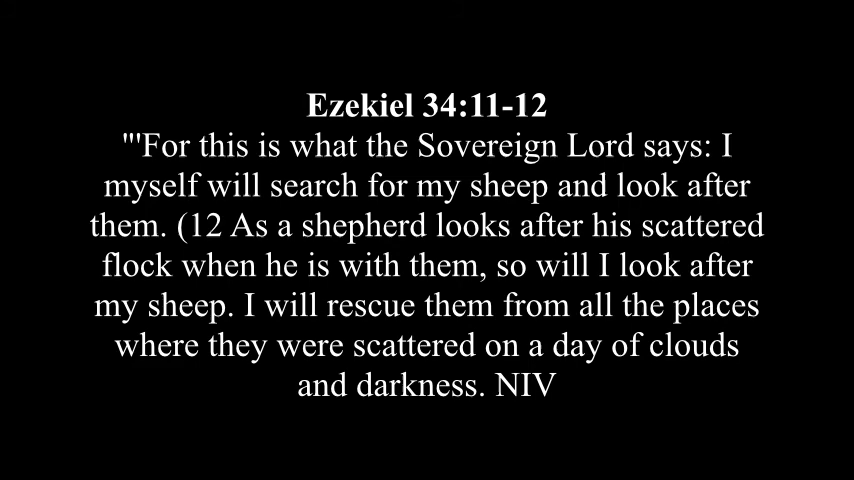 Ezekiel 34:11-12
"'For this is what the Sovereign Lord says: I
myself will search for my sheep and look after
them. (12 As a shepherd looks after his scattered
flock when he is with them, so will I look after
my sheep. I will rescue them from all the places
where they were scattered on a day of clouds
and darkness. NIV